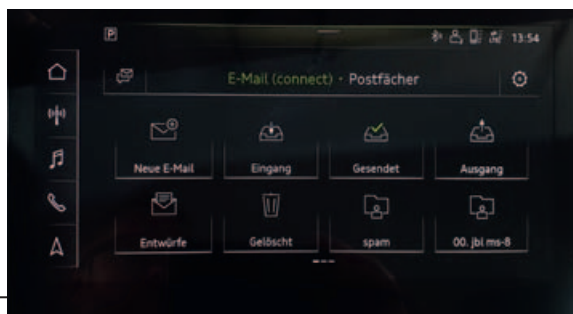 P
13:54
E-Mail (connect) · Postfächer
Neue E-Mail Eingang Gesendet Ausgang
Entwürfe Gelöscht spam 00. jbl ms-8